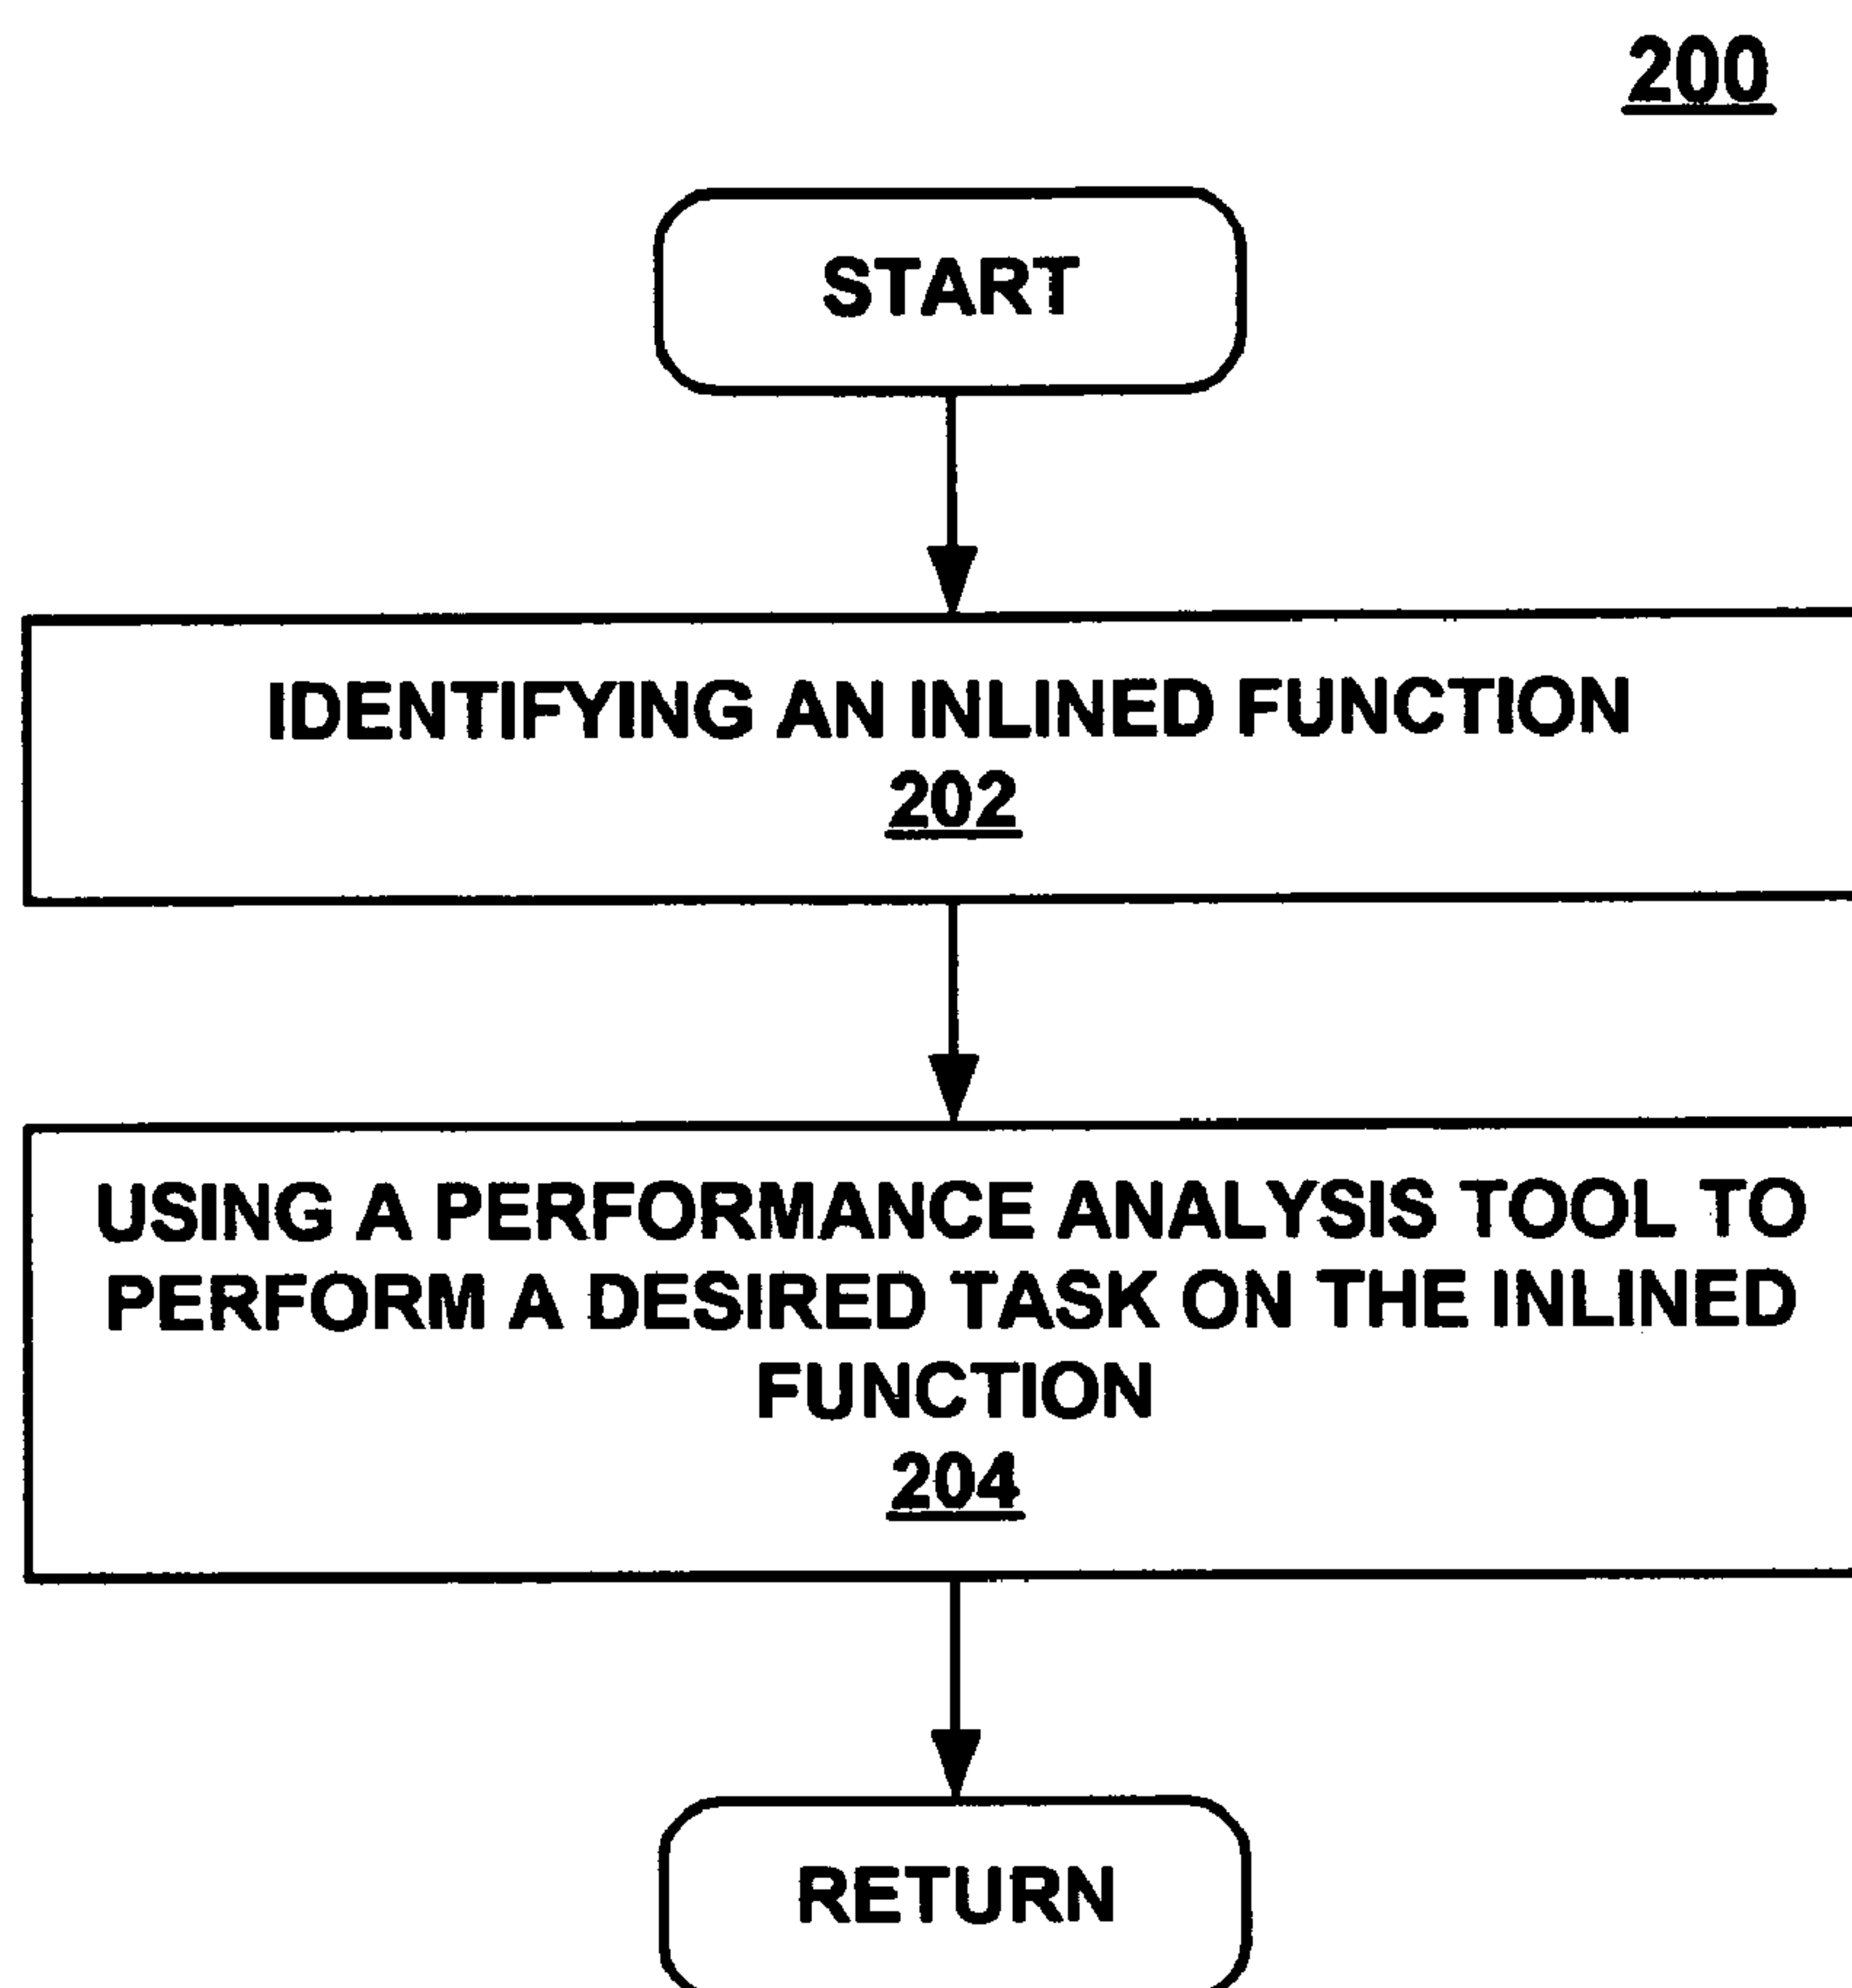 200
START
IDENTIFYING AN INLINED FUNCTION
202
USING A PERFORMANCE ANALYSIS TOOL TO
PERFORM A DESIRED TASK ON THE INLINED
FUNCTION
204
RETURN